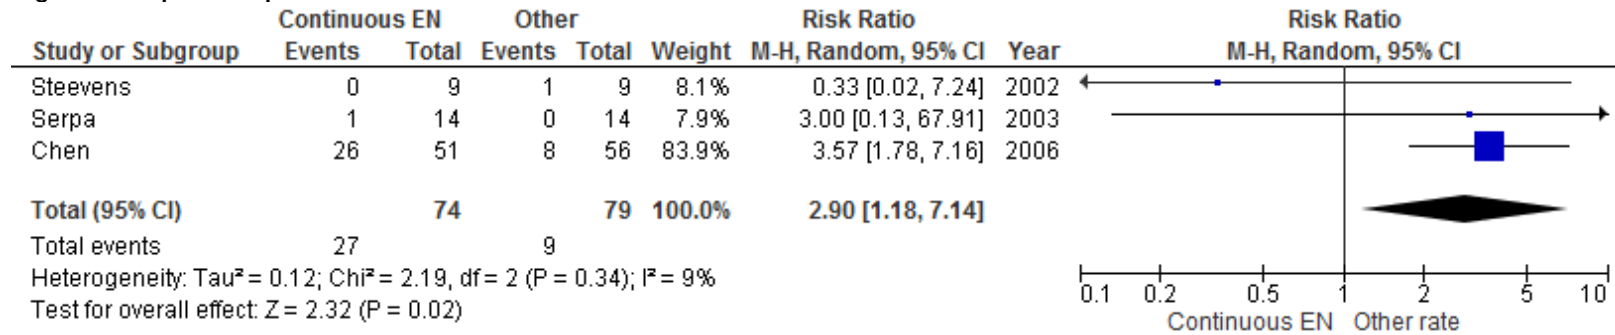 Continuous EN Other Risk Ratio Risk Ratio
Study or Subgroup Events Total Events Total Weight M-H, Random, 95% CI Year M-H, Random, 95% CI
Steevens 0 9 1 9 8.1% 0.33 [0.02, 7.24] 2002
Serpa 1 14 0 14 7.9% 3.00 [0.13, 67.91] 2003
Chen 26 51 8 56 83.9% 3.57 [1.78, 7.16] 2006
Total (95% CI) 74 79 100.0% 2.90 [1.18, 7.14]
Total events 27 9
Heterogeneity: Tau² = 0.12; Chi² = 2.19, df = 2 (P = 0.34); I² = 9%
Test for overall effect: Z = 2.32 (P = 0.02)
0.1 0.2 0.5 1 2 5 10
Continuous EN Other rate